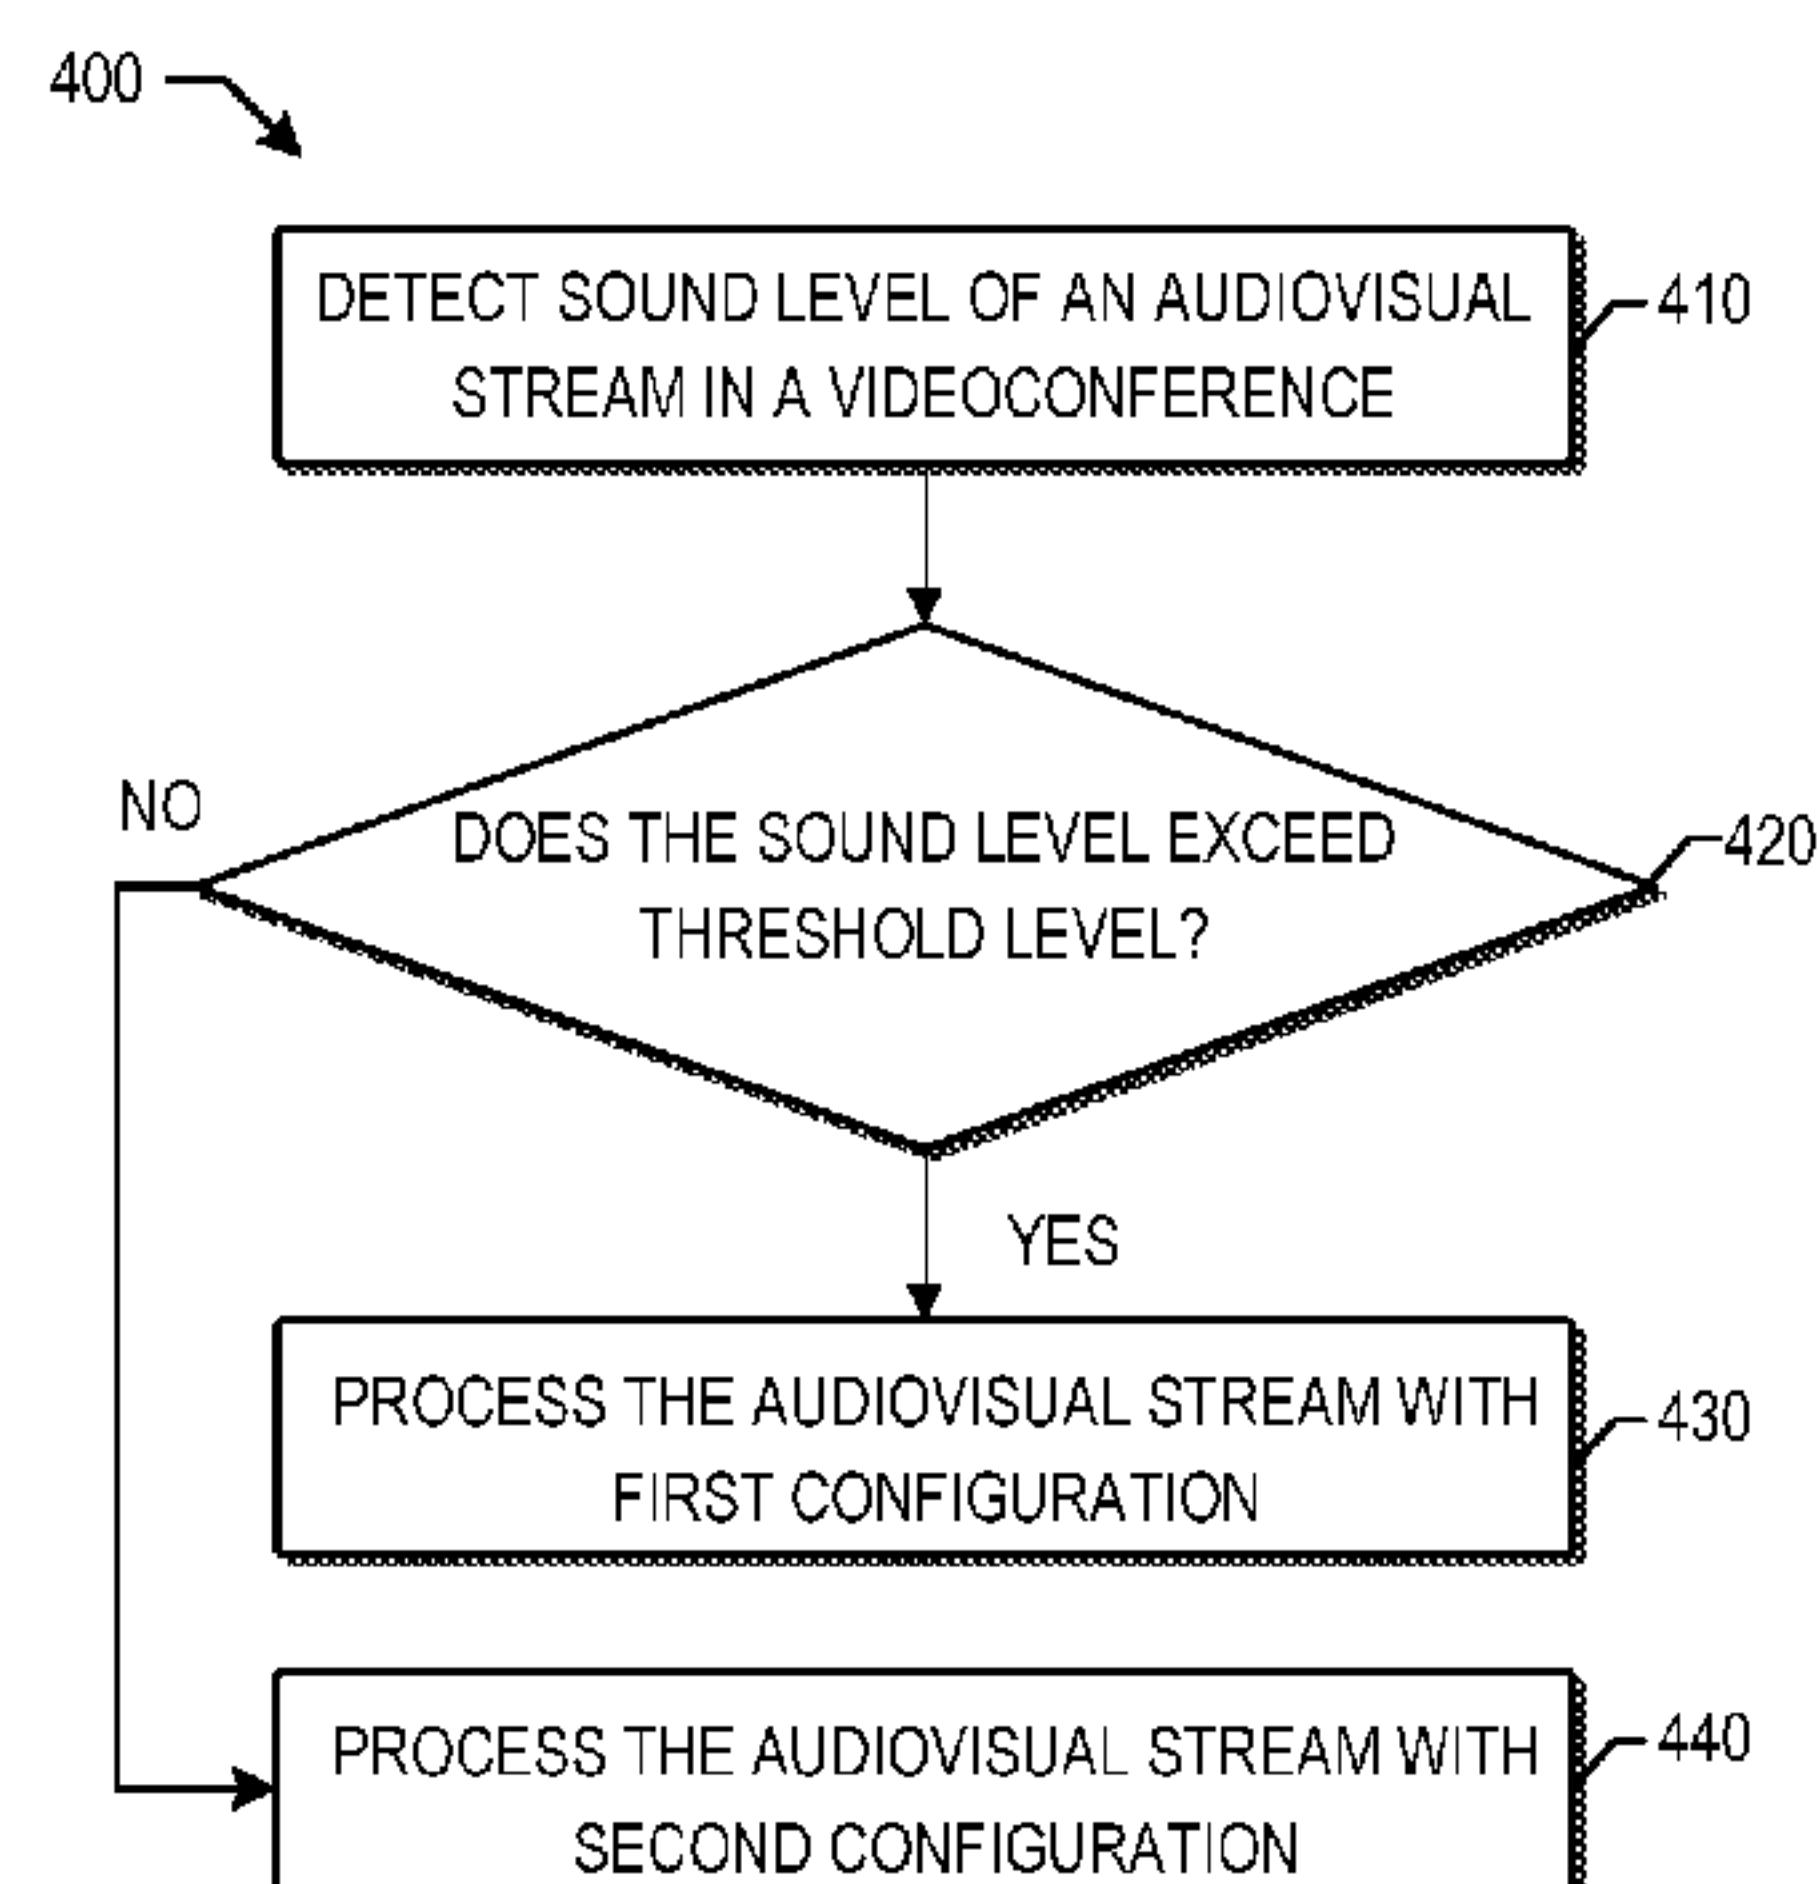 400
DETECT SOUND LEVEL OF AN AUDIOVISUAL
STREAM IN A VIDEOCONFERENCE
410
NO
DOES THE SOUND LEVEL EXCEED
THRESHOLD LEVEL?
420
YES
PROCESS THE AUDIOVISUAL STREAM WITH
FIRST CONFIGURATION
430
PROCESS THE AUDIOVISUAL STREAM WITH
SECOND CONFIGURATION
440